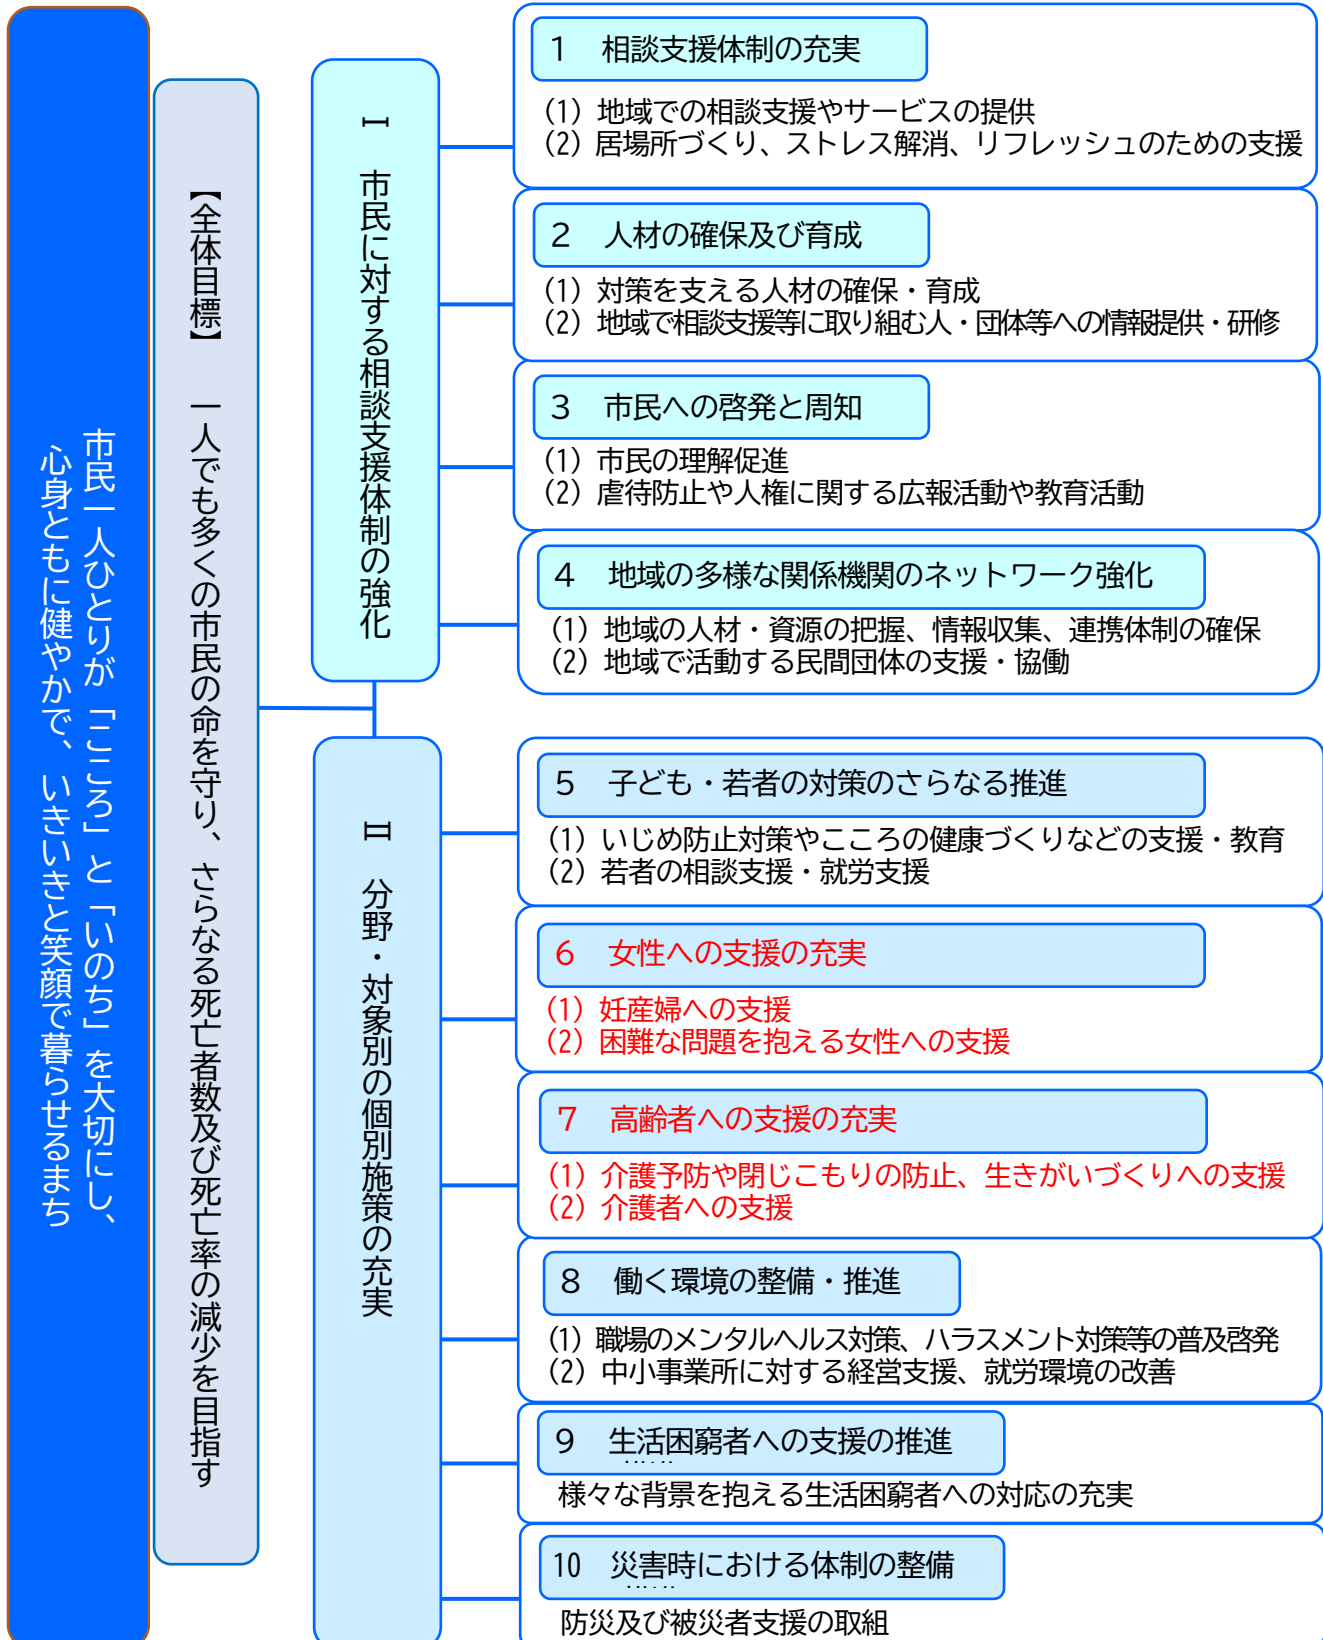 市民一人ひとりが「こころ」と「いのち」を大切にし、
心身ともに健やかで、いきいきと笑顔で暮らせるまち
【全体目標】　一人でも多くの市民の命を守り、さらなる死亡者数及び死亡率の減少を目指す
Ⅰ　市民に対する相談支援体制の強化
1　相談支援体制の充実
(1) 地域での相談支援やサービスの提供
(2) 居場所づくり、ストレス解消、リフレッシュのための支援
2　人材の確保及び育成
(1) 対策を支える人材の確保・育成
(2) 地域で相談支援等に取り組む人・団体等への情報提供・研修
3　市民への啓発と周知
(1) 市民の理解促進
(2) 虐待防止や人権に関する広報活動や教育活動
4　地域の多様な関係機関のネットワーク強化
(1) 地域の人材・資源の把握、情報収集、連携体制の確保
(2) 地域で活動する民間団体の支援・協働
Ⅱ　分野・対象別の個別施策の充実
5　子ども・若者の対策のさらなる推進
(1) いじめ防止対策やこころの健康づくりなどの支援・教育
(2) 若者の相談支援・就労支援
6　女性への支援の充実
(1) 妊産婦への支援
(2) 困難な問題を抱える女性への支援
7　高齢者への支援の充実
(1) 介護予防や閉じこもりの防止、生きがいづくりへの支援
(2) 介護者への支援
8　働く環境の整備・推進
(1) 職場のメンタルヘルス対策、ハラスメント対策等の普及啓発
(2) 中小事業所に対する経営支援、就労環境の改善
9　生活困窮者への支援の推進
様々な背景を抱える生活困窮者への対応の充実
10　災害時における体制の整備
防災及び被災者支援の取組